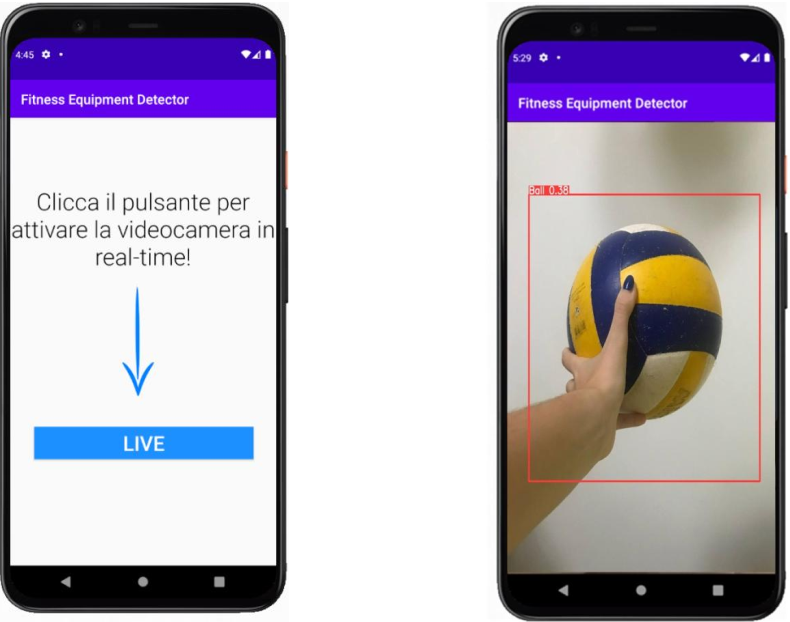 4:45
Fitness Equipment Detector
Clicca il pulsante per
attivare la videocamera in
real-time!
LIVE
5:29
Fitness Equipment Detector
Ball 0.38